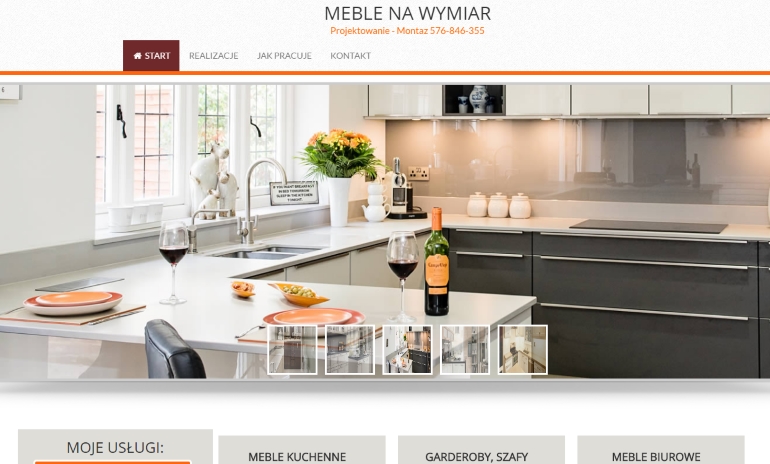 MEBLE NA WYMIAR
Projektowanie - Montaz 576-846-355
START REALIZACJE JAK PRACUJE KONTAKT
MOJE USŁUGI:
MEBLE KUCHENNE
GARDEROBY, SZAFY
MEBLE BIUROWE